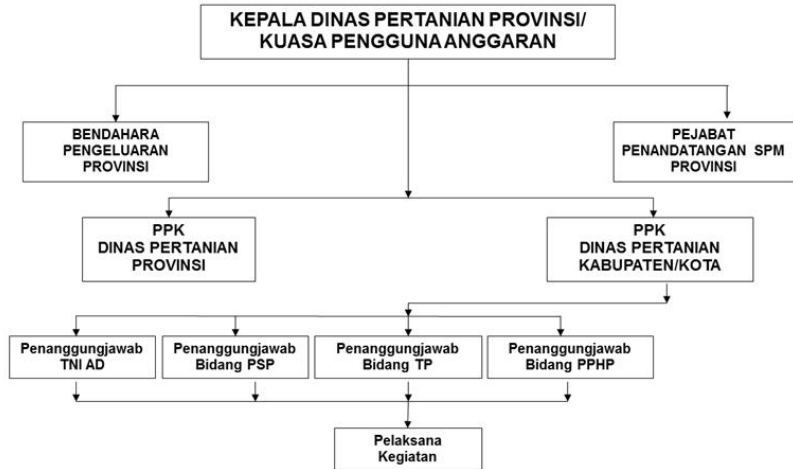 KEPALA DINAS PERTANIAN PROVINSI/
KUASA PENGGUNA ANGGARAN
BENDAHARA
PENGELUARAN
PROVINSI
PEJABAT
PENANDATANGAN SPM
PROVINSI
PPK
DINAS PERTANIAN
PROVINSI
PPK
DINAS PERTANIAN
KABUPATEN/KOTA
Penanggungjawab
TNI AD
Penanggungjawab
Bidang PSP
Penanggungjawab
Bidang TP
Penanggungjawab
Bidang PPHP
Pelaksana
Kegiatan